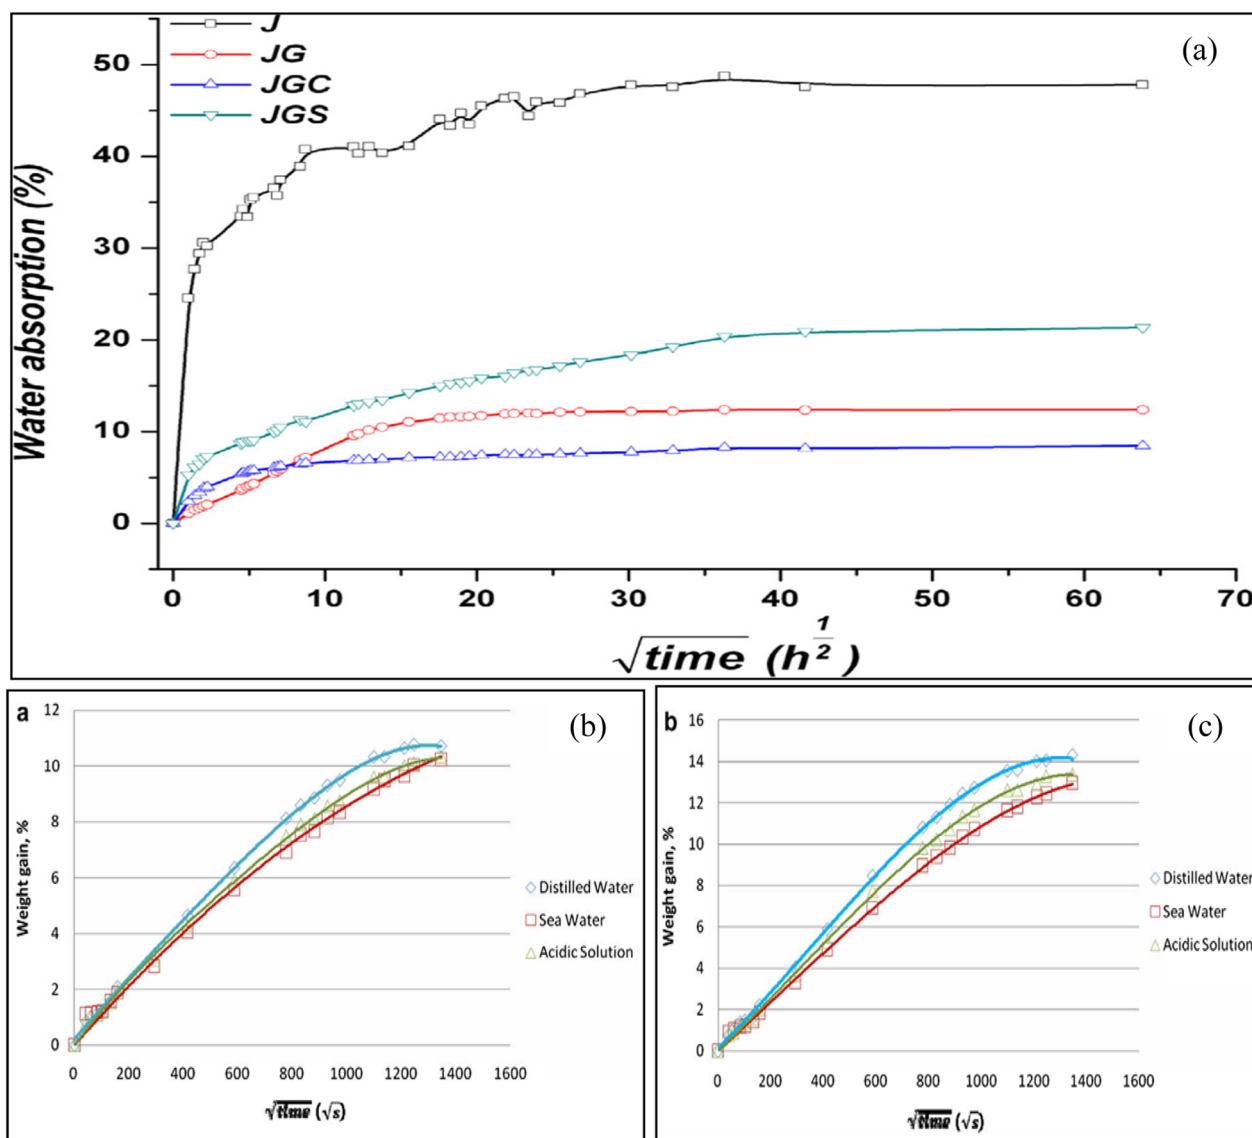 J
JG
JGC
JGS
(a)
50
40
30
20
10
0
Water absorption (%)
0 10 20 30 40 50 60 70
√time (h^1/2)
a
(b)
12
10
8
6
4
2
0
Weight gain, %
Distilled Water
Sea Water
Acidic Solution
0 200 400 600 800 1000 1200 1400 1600
√time (√s)
b
(c)
16
14
12
10
8
6
4
2
0
Weight gain, %
Distilled Water
Sea Water
Acidic Solution
0 200 400 600 800 1000 1200 1400 1600
√time (√s)